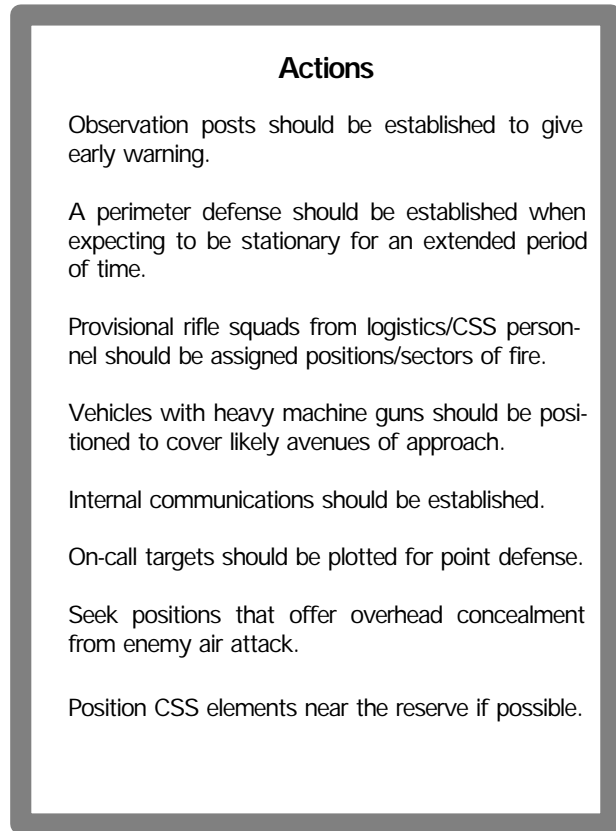 Actions
Observation posts should be established to give
early warning.
A perimeter defense should be established when
expecting to be stationary for an extended period
of time.
Provisional rifle squads from logistics/CSS person-
nel should be assigned positions/sectors of fire.
Vehicles with heavy machine guns should be posi-
tioned to cover likely avenues of approach.
Internal communications should be established.
On-call targets should be plotted for point defense.
Seek positions that offer overhead concealment
from enemy air attack.
Position CSS elements near the reserve if possible.